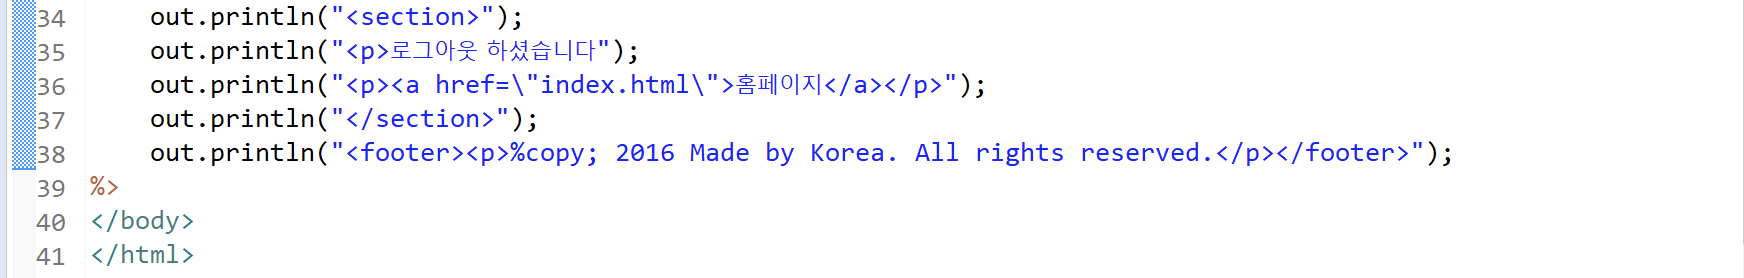 34 out.println("<section>");
35 out.println("<p>로그아웃 하셨습니다");
36 out.println("<p><a href=\"index.html\">홈페이지</a></p>");
37 out.println("</section>");
38 out.println("<footer><p>%copy; 2016 Made by Korea. All rights reserved.</p></footer>");
39 %>
40 </body>
41 </html>